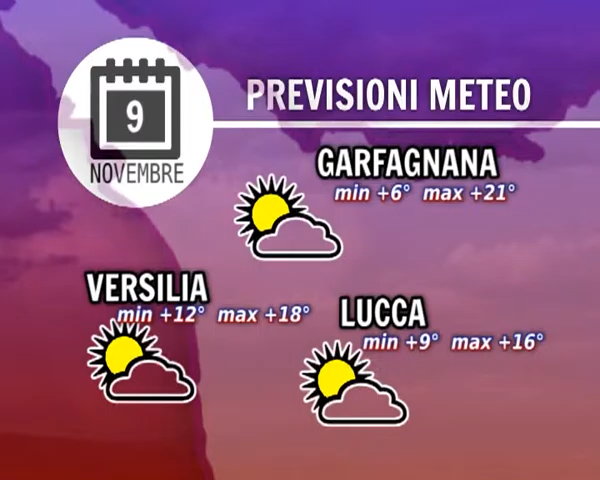 9
NOVEMBRE
PREVISIONI METEO
GARFAGNANA
min +6° max +21°
VERSILIA
min +12° max +18°
LUCCA
min +9° max +16°